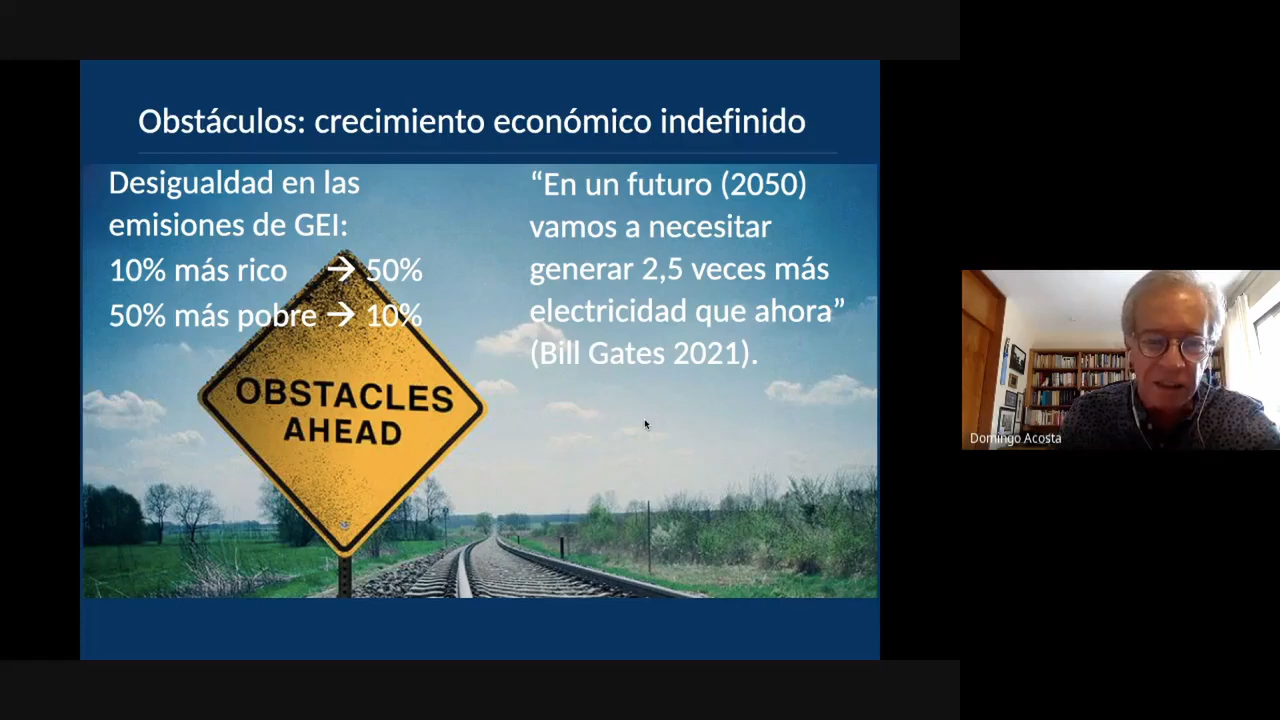 Obstáculos: crecimiento económico indefinido
Desigualdad en las
emisiones de GEI:
10% más rico → 50%
50% más pobre → 10%
“En un futuro (2050)
vamos a necesitar
generar 2,5 veces más
electricidad que ahora”
(Bill Gates 2021).
OBSTACLES
AHEAD
Domingo Acosta